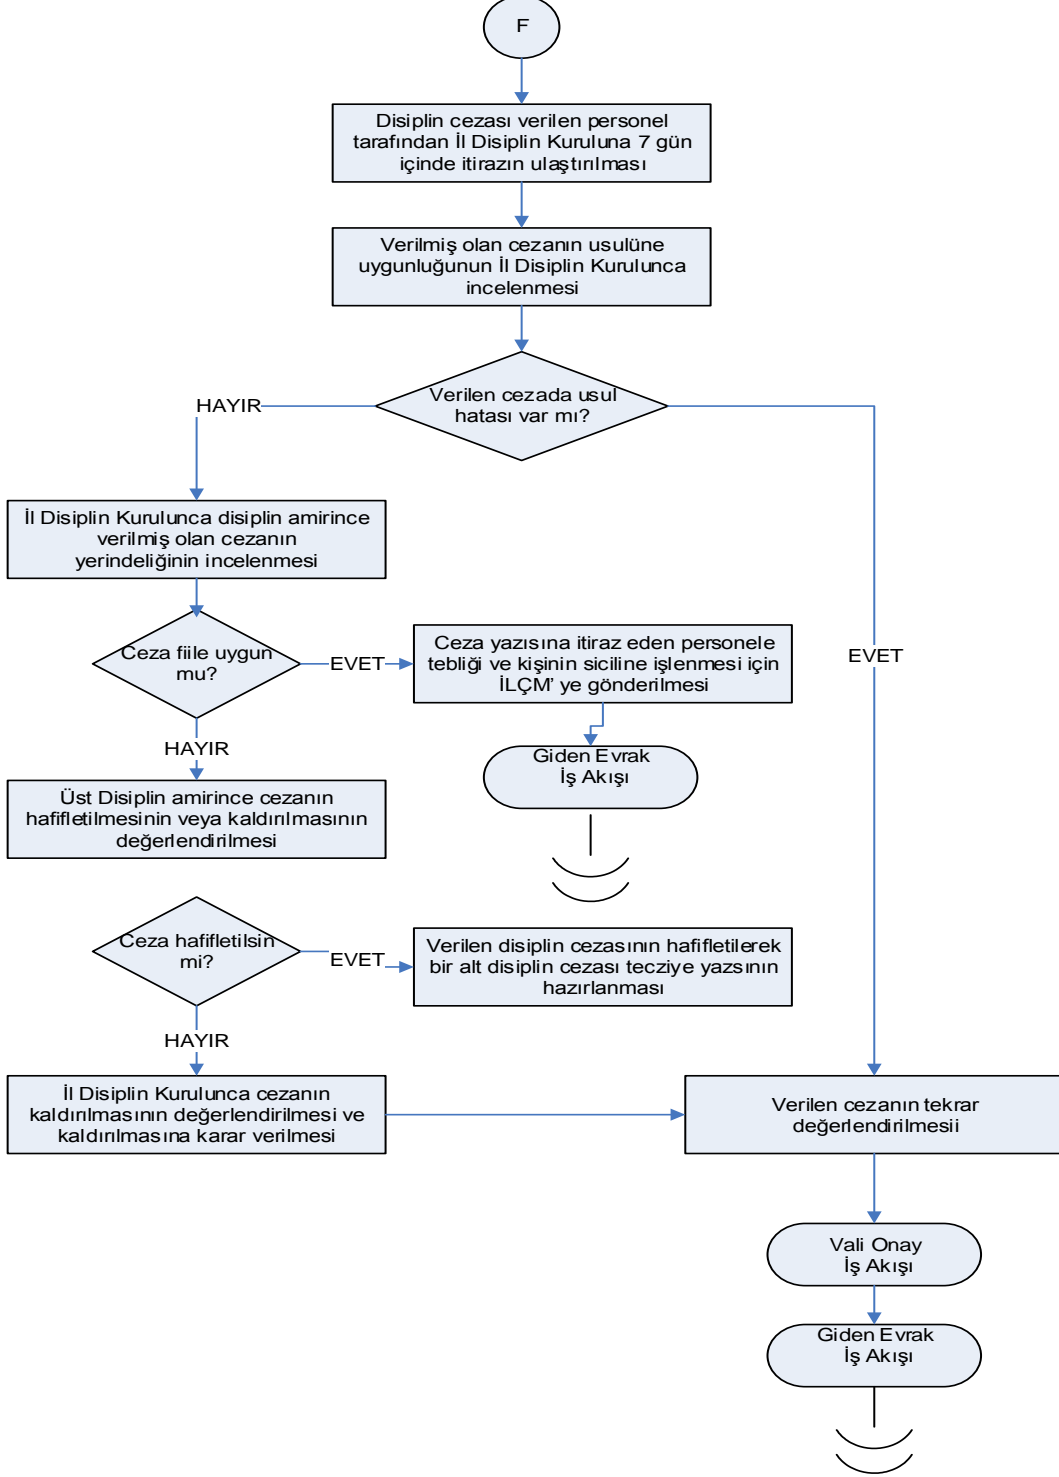 F
Disiplin cezası verilen personel
tarafından İl Disiplin Kuruluna 7 gün
içinde itirazın ulaştırılması
Verilmiş olan cezanın usulüne
uygunluğunun İl Disiplin Kurulunca
incelenmesi
Verilen cezada usul
hatası var mı?
HAYIR
İl Disiplin Kurulunca disiplin amirince
verilmiş olan cezanın
yerindeliğinin incelenmesi
Ceza fiile uygun
mu?
EVET
Ceza yazısına itiraz eden personele
tebliği ve kişinin siciline işlenmesi için
İLÇM' ye gönderilmesi
EVET
HAYIR
Giden Evrak
İş Akışı
Üst Disiplin amirince cezanın
hafifletilmesinin veya kaldırılmasının
değerlendirilmesi
Ceza hafifletilsin
mi?
EVET
Verilen disiplin cezasının hafifletilerek
bir alt disiplin cezası tecziye yazsının
hazırlanması
HAYIR
İl Disiplin Kurulunca cezanın
kaldırılmasının değerlendirilmesi ve
kaldırılmasına karar verilmesi
Verilen cezanın tekrar
değerlendirilmesii
Vali Onay
İş Akışı
Giden Evrak
İş Akışı